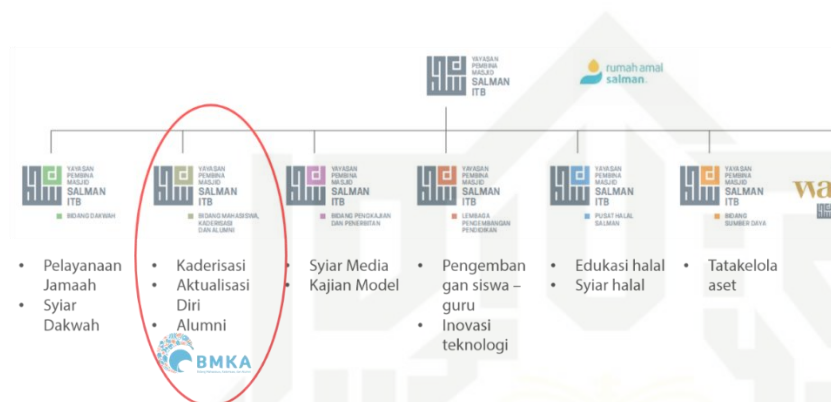 YAYASAN
PEMBINA
MASJID
SALMAN
ITB
rumah amal
salman.
YAYASAN
PEMBINA
MASJID
SALMAN
ITB
BIDANG DAKWAH
YAYASAN
PEMBINA
MASJID
SALMAN
ITB
BIDANG MAHASISWA,
KADERISASI
DAN ALUMNI
YAYASAN
PEMBINA
MASJID
SALMAN
ITB
BIDANG PENGKAJIAN
DAN PENERBITAN
YAYASAN
PEMBINA
MASJID
SALMAN
ITB
LEMBAGA
PENGEMBANGAN
PENDIDIKAN
YAYASAN
PEMBINA
MASJID
SALMAN
ITB
PUSAT HALAL
SALMAN
YAYASAN
PEMBINA
MASJID
SALMAN
ITB
BIDANG
SUMBER DAYA
wa
• Pelayanaan
Jamaah
• Syiar
Dakwah
• Kaderisasi
• Aktualisasi
Diri
• Alumni
BMKA
• Syiar Media
• Kajian Model
• Pengemban
gan siswa –
guru
• Inovasi
teknologi
• Edukasi halal
• Syiar halal
• Tatakelola
aset